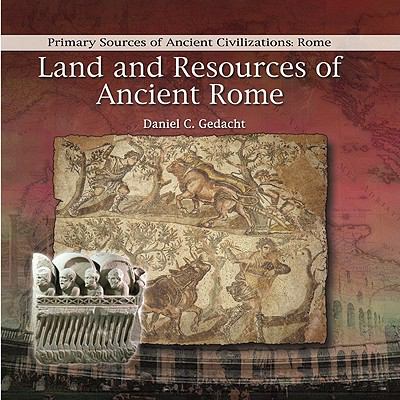 Primary Sources of Ancient Civilizations: Rome
Land and Resources of
Ancient Rome
Daniel C. Gedacht